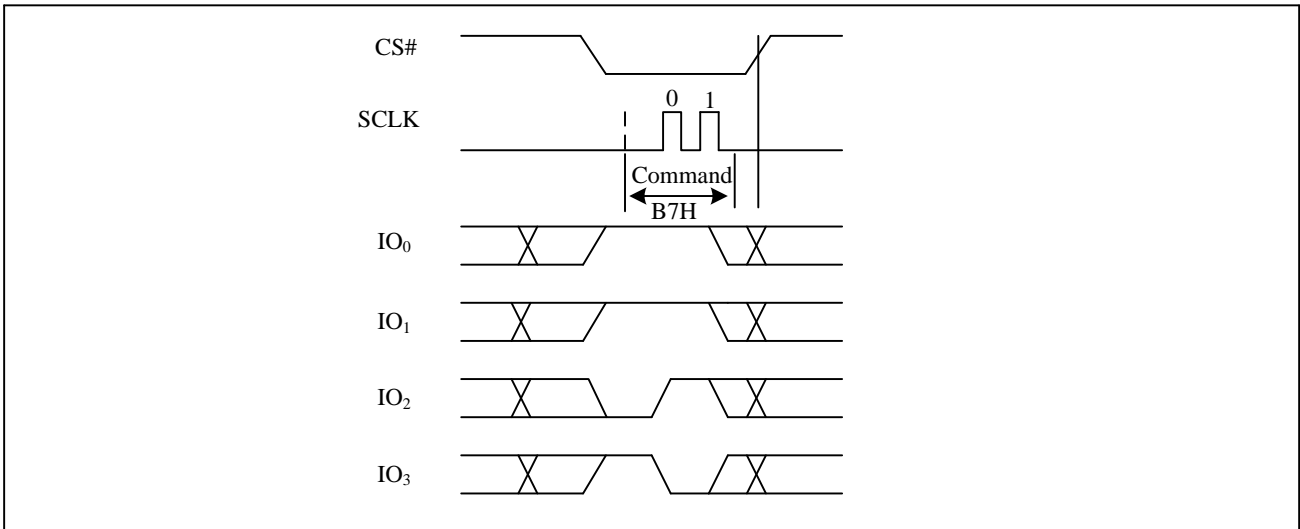 CS#
0 1
SCLK
Command
B7H
IO0
IO1
IO2
IO3